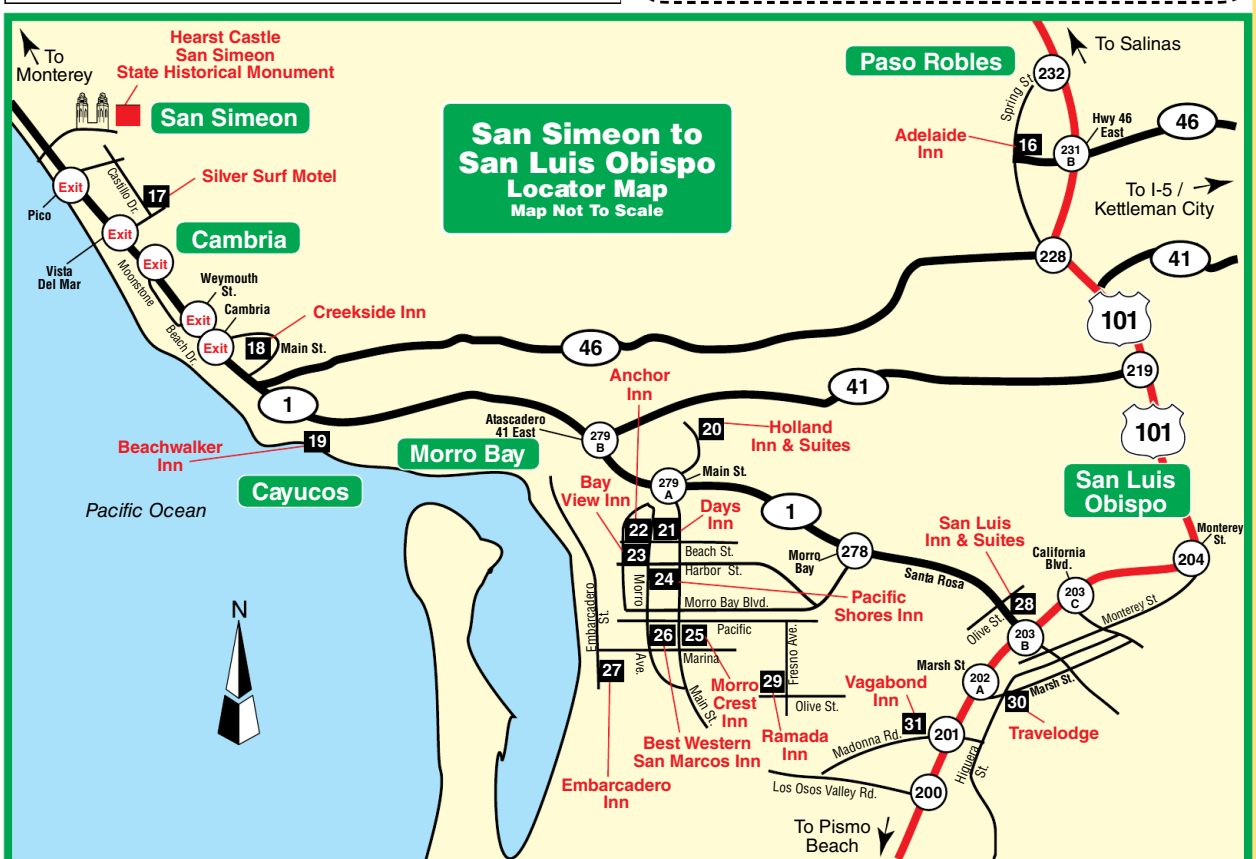 To
Monterey
Hearst Castle
San Simeon
State Historical Monument
San Simeon
San Simeon to
San Luis Obispo
Locator Map
Map Not To Scale
Paso Robles
To Salinas
232
Spring St.
Hwy 46
East
46
Adelaide
Inn
16
231
B
To I-5 /
Kettleman City
228
41
101
219
101
Exit
Pico
Castillo Dr.
17
Silver Surf Motel
Exit
Vista
Del Mar
Cambria
Exit
Moonstone
Beach Dr.
Weymouth
St.
Exit
Cambria
Exit
18
Main St.
Creekside Inn
46
1
41
Beachwalker
Inn
19
Cayucos
Pacific Ocean
Morro Bay
Atascadero
41 East
279
B
Anchor
Inn
20
Holland
Inn & Suites
Main St.
279
A
Bay
View Inn
Days
Inn
22
21
23
Beach St.
Harbor St.
24
Morro
Ave.
Morro Bay Blvd.
Pacific
Shores Inn
1
Morro
Bay
278
Santa Rosa
San Luis
Inn & Suites
San Luis
Obispo
Monterey
St.
204
California
Blvd.
203
C
28
Olive St.
203
B
Monterey St
Embarcadero
St.
Pacific
26
25
Marina
27
Main St.
Morro
Crest
Inn
Fresno Ave.
29
Olive St.
Ramada
Inn
Best Western
San Marcos Inn
Embarcadero
Inn
Marsh St
202
A
Marsh St.
30
Travelodge
Vagabond
Inn
31
Madonna Rd.
201
Higuera
St.
Los Osos Valley Rd.
200
To Pismo
Beach
N